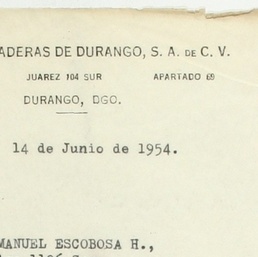 ADERAS DE DURANGO, S. A. DE C. V.
JUAREZ 104 SUR APARTADO 69
DURANGO, DGO.
14 de Junio de 1954.
MANUEL ESCOBOSA H.,